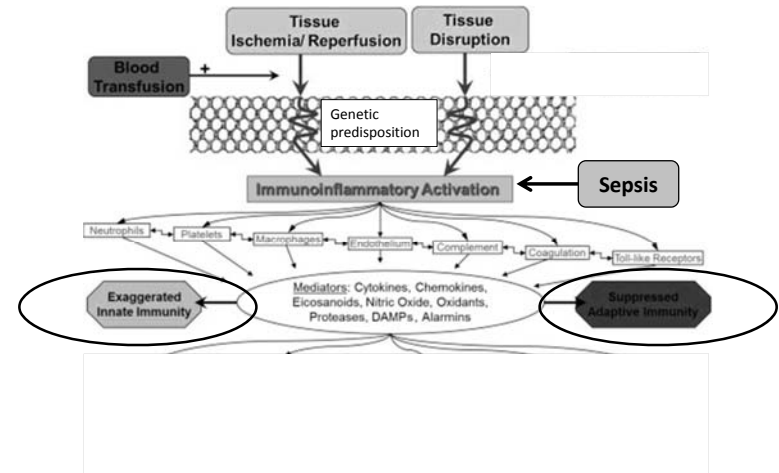 Tissue
Ischemia/ Reperfusion
Tissue
Disruption
Blood
Transfusion
+
Genetic
predisposition
Immunoinflammatory Activation
Sepsis
Neutrophils
Platelets
Macrophages
Endothelium
Complement
Coagulation
Toll-like Receptors
Exaggerated
Innate Immunity
Mediators: Cytokines, Chemokines,
Eicosanoids, Nitric Oxide, Oxidants,
Proteases, DAMPs, Alarmins
Suppressed
Adaptive Immunity